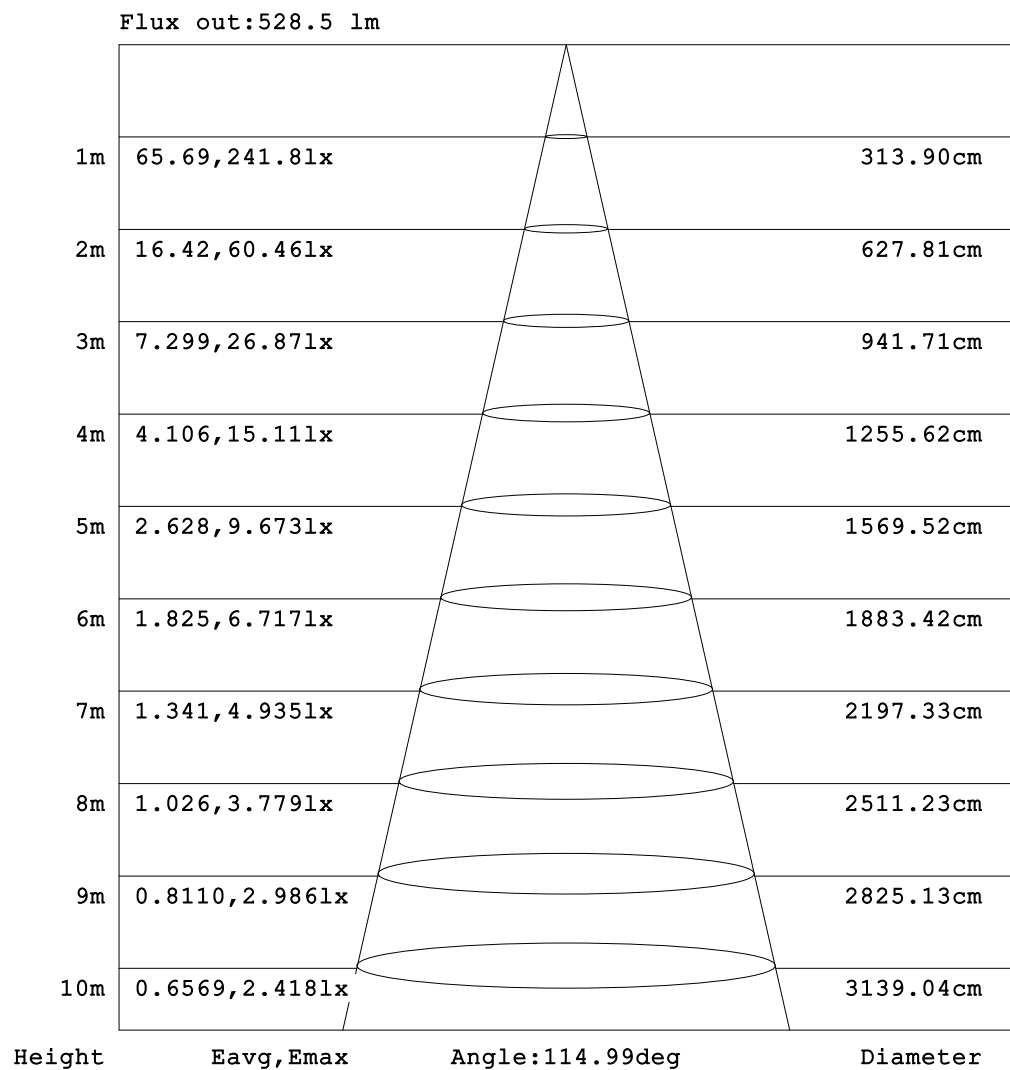 Flux out:528.5 lm
1m 65.69,241.8lx 313.90cm
2m 16.42,60.46lx 627.81cm
3m 7.299,26.87lx 941.71cm
4m 4.106,15.11lx 1255.62cm
5m 2.628,9.673lx 1569.52cm
6m 1.825,6.717lx 1883.42cm
7m 1.341,4.935lx 2197.33cm
8m 1.026,3.779lx 2511.23cm
9m 0.8110,2.986lx 2825.13cm
10m 0.6569,2.418lx 3139.04cm
Height Eavg,Emax Angle:114.99deg Diameter